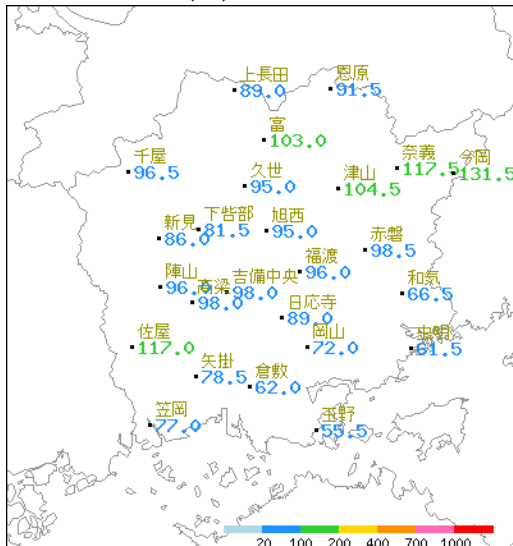 上長田
89.0
恩原
91.5
富
103.0
千屋
96.5
久世
95.0
津山
104.5
奈義
117.5
今岡
131.5
新見
86.0
下呰部
81.5
旭西
95.0
赤磐
98.5
福渡
96.0
陣山
96.0
高梁
98.0
吉備中央
98.0
日応寺
89.0
和気
66.5
佐屋
117.0
岡山
72.0
虫明
61.5
矢掛
78.5
倉敷
62.0
笠岡
77.0
玉野
55.5
20 100 200 400 700 1000